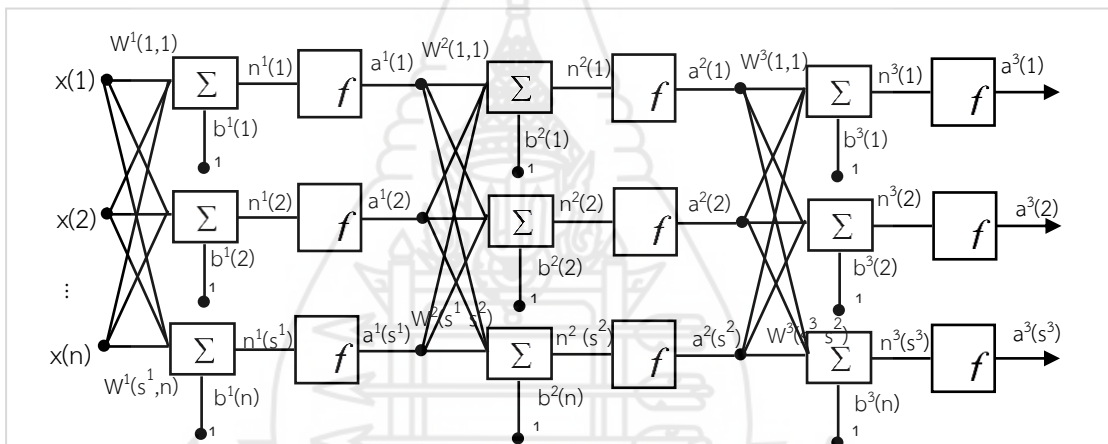 W¹(1,1) n¹(1) a¹(1) W²(1,1) n²(1) a²(1) W³(1,1) n³(1) a³(1)
x(1) Σ f Σ f Σ f
b¹(1) b²(1) b³(1)
1 1 1
x(2) n¹(2) a¹(2) n²(2) a²(2) n³(2) a³(2)
Σ f Σ f Σ f
b¹(2) b²(2) b³(2)
... 1 1 1
x(n) n¹(s¹) a¹(s¹) W²(s¹ s²) n² (s²) a²(s²) n³(s³) a³(s³)
Σ f Σ f Σ f
W¹(s¹,n) b¹(n) b²(n) b³(n)
1 1 1